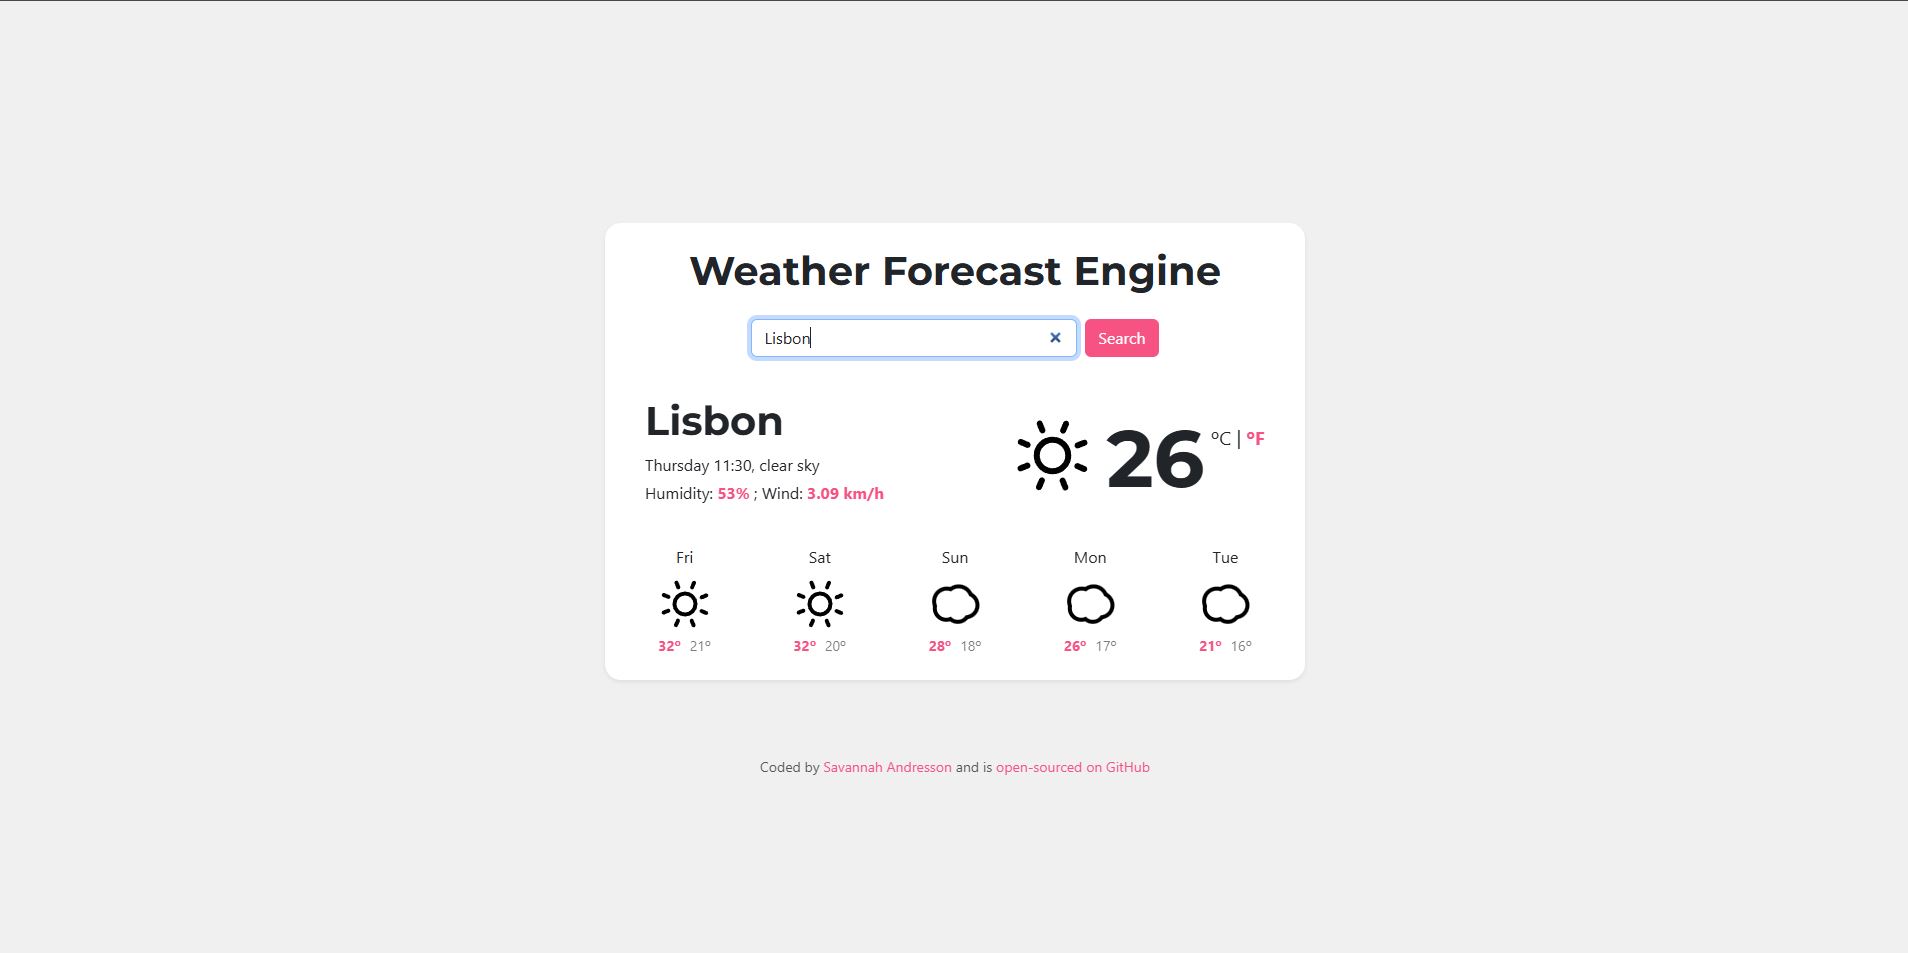 Weather Forecast Engine
Lisbon
Search
Lisbon
Thursday 11:30, clear sky
Humidity: 53% ; Wind: 3.09 km/h
26 ºC | ºF
Fri Sat Sun Mon Tue
32º 21º 32º 20º 28º 18º 26º 17º 21º 16º
Coded by Savannah Andresson and is open-sourced on GitHub